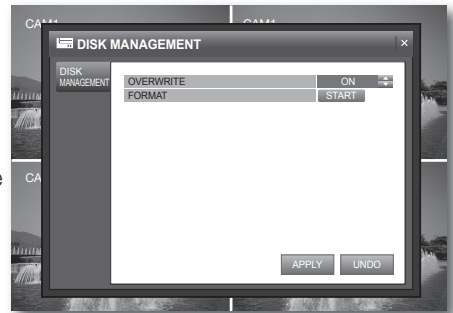 CAM1
CAM1
DISK MANAGEMENT
×
DISK
MANAGEMENT
OVERWRITE ON
FORMAT START
e
CA
APPLY UNDO